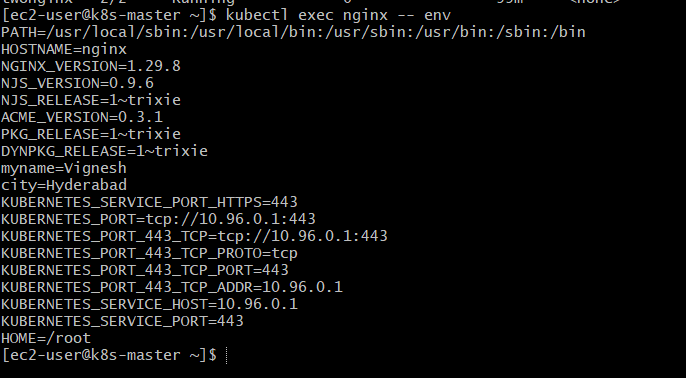 [ec2-user@k8s-master ~]$ kubectl exec nginx -- env
PATH=/usr/local/sbin:/usr/local/bin:/usr/sbin:/usr/bin:/sbin:/bin
HOSTNAME=nginx
NGINX_VERSION=1.29.8
NJS_VERSION=0.9.6
NJS_RELEASE=1~trixie
ACME_VERSION=0.3.1
PKG_RELEASE=1~trixie
DYNPKG_RELEASE=1~trixie
myname=Vignesh
city=Hyderabad
KUBERNETES_SERVICE_PORT_HTTPS=443
KUBERNETES_PORT=tcp://10.96.0.1:443
KUBERNETES_PORT_443_TCP=tcp://10.96.0.1:443
KUBERNETES_PORT_443_TCP_PROTO=tcp
KUBERNETES_PORT_443_TCP_PORT=443
KUBERNETES_PORT_443_TCP_ADDR=10.96.0.1
KUBERNETES_SERVICE_HOST=10.96.0.1
KUBERNETES_SERVICE_PORT=443
HOME=/root
[ec2-user@k8s-master ~]$